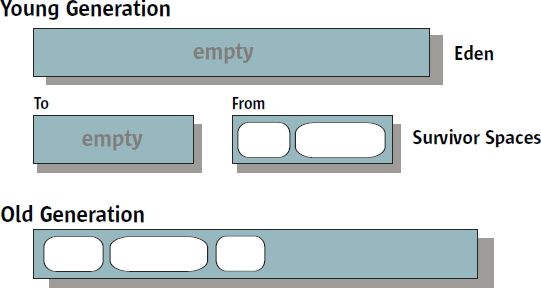 Young Generation
empty
Eden
To
From
empty
Survivor Spaces
Old Generation